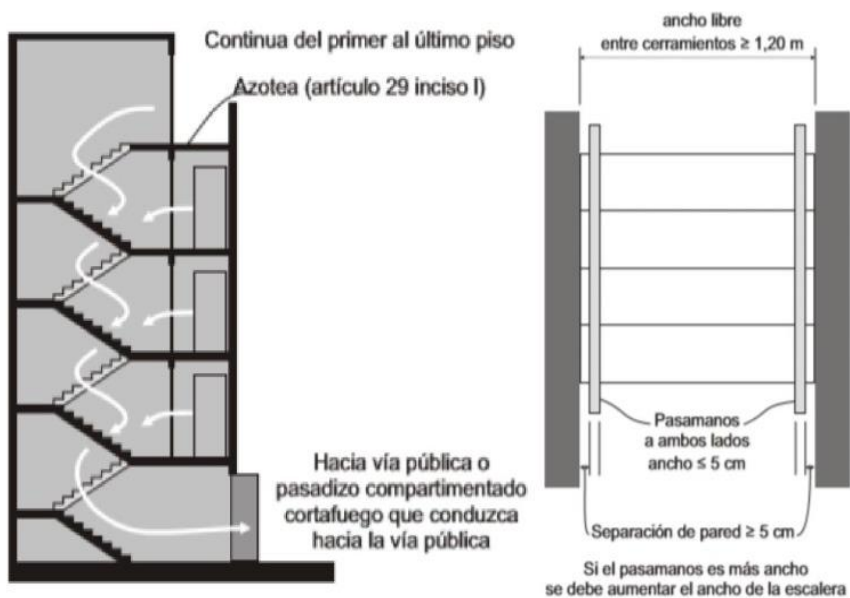 Continua del primer al último piso
Azotea (artículo 29 inciso l)
Hacia vía pública o
pasadizo compartimentado
cortafuego que conduzca
hacia la vía pública
ancho libre
entre cerramientos ≥ 1,20 m
Pasamanos
a ambos lados
ancho ≤ 5 cm
Separación de pared ≥ 5 cm
Si el pasamanos es más ancho
se debe aumentar el ancho de la escalera